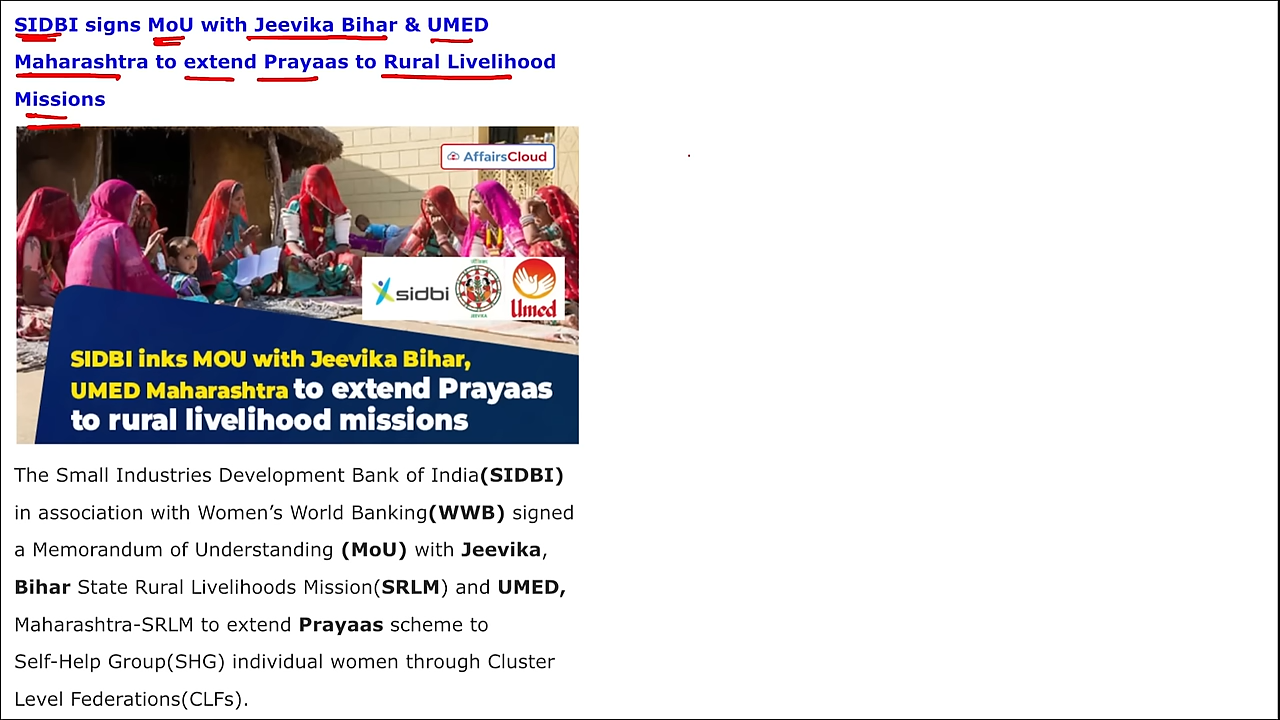 SIDBI signs MoU with Jeevika Bihar & UMED
Maharashtra to extend Prayaas to Rural Livelihood
Missions
AffairsCloud
sidbi
JEEVIKA
Umed
SIDBI inks MOU with Jeevika Bihar,
UMED Maharashtra to extend Prayaas
to rural livelihood missions
The Small Industries Development Bank of India(SIDBI)
in association with Women’s World Banking(WWB) signed
a Memorandum of Understanding (MoU) with Jeevika,
Bihar State Rural Livelihoods Mission(SRLM) and UMED,
Maharashtra-SRLM to extend Prayaas scheme to
Self-Help Group(SHG) individual women through Cluster
Level Federations(CLFs).